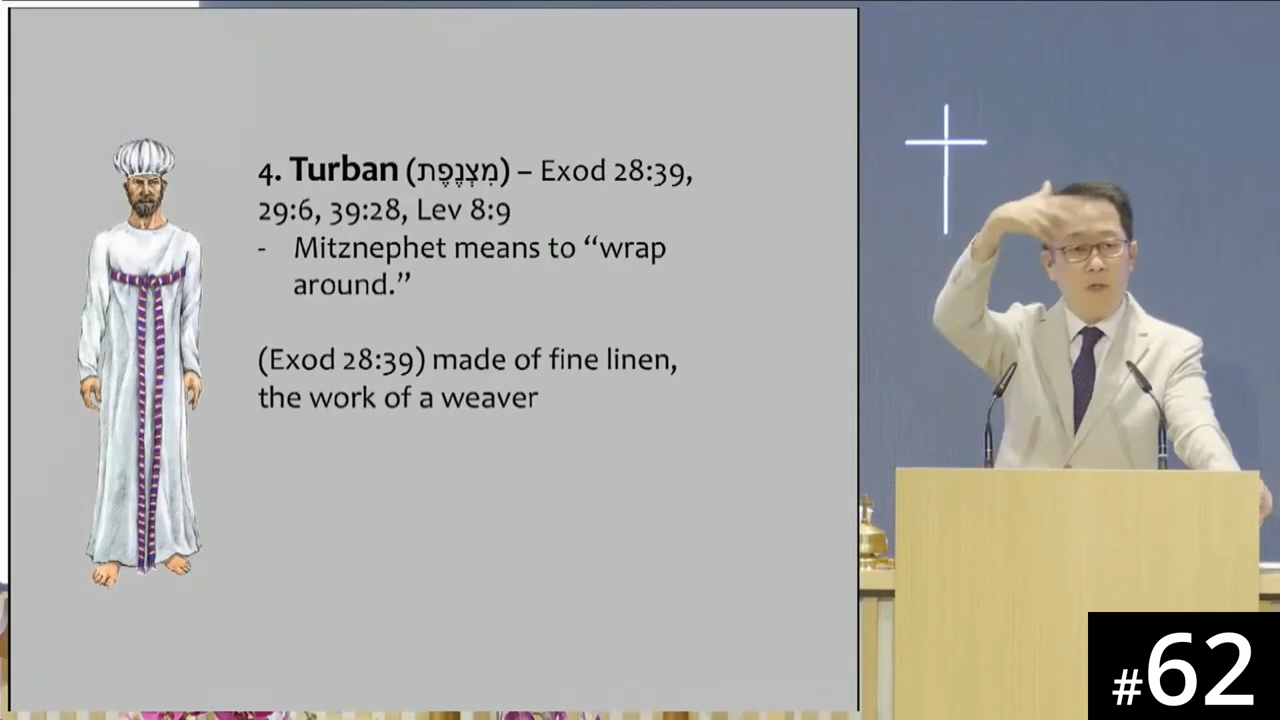 4. Turban (מִצְנֶפֶת) – Exod 28:39,
29:6, 39:28, Lev 8:9
- Mitznephet means to “wrap
around.”
(Exod 28:39) made of fine linen,
the work of a weaver
#62